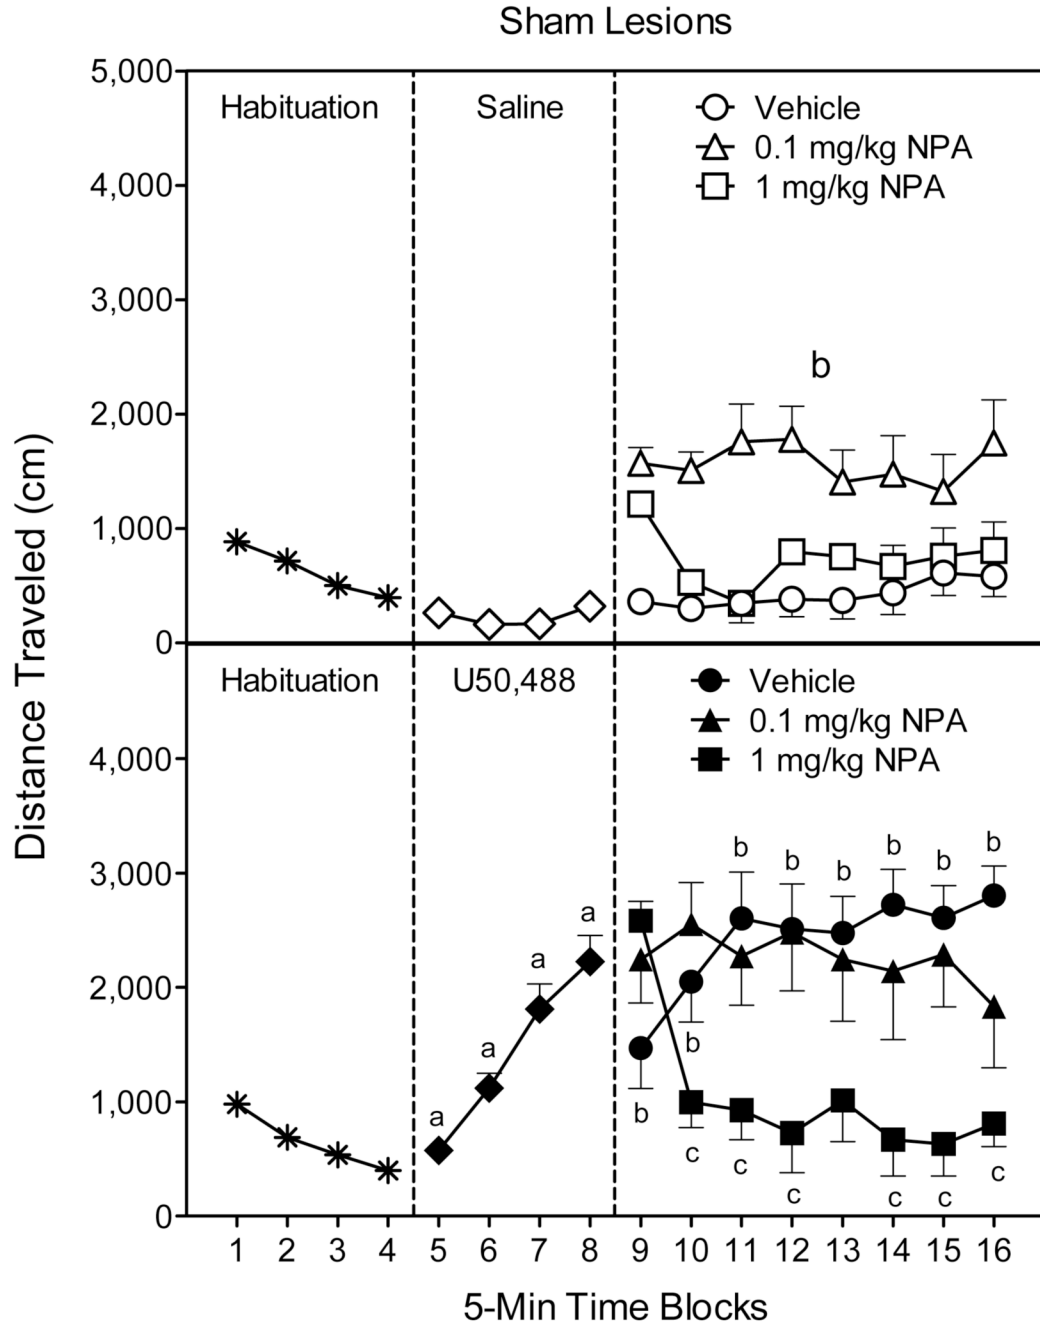 Sham Lesions
5,000
Habituation
Saline
Vehicle
0.1 mg/kg NPA
1 mg/kg NPA
4,000
3,000
b
2,000
1,000
0
Distance Traveled (cm)
Habituation
U50,488
Vehicle
0.1 mg/kg NPA
1 mg/kg NPA
4,000
3,000
2,000
1,000
0
a
a
a
a
b b b b b b
b
b
c c c c c c
1 2 3 4 5 6 7 8 9 10 11 12 13 14 15 16
5-Min Time Blocks